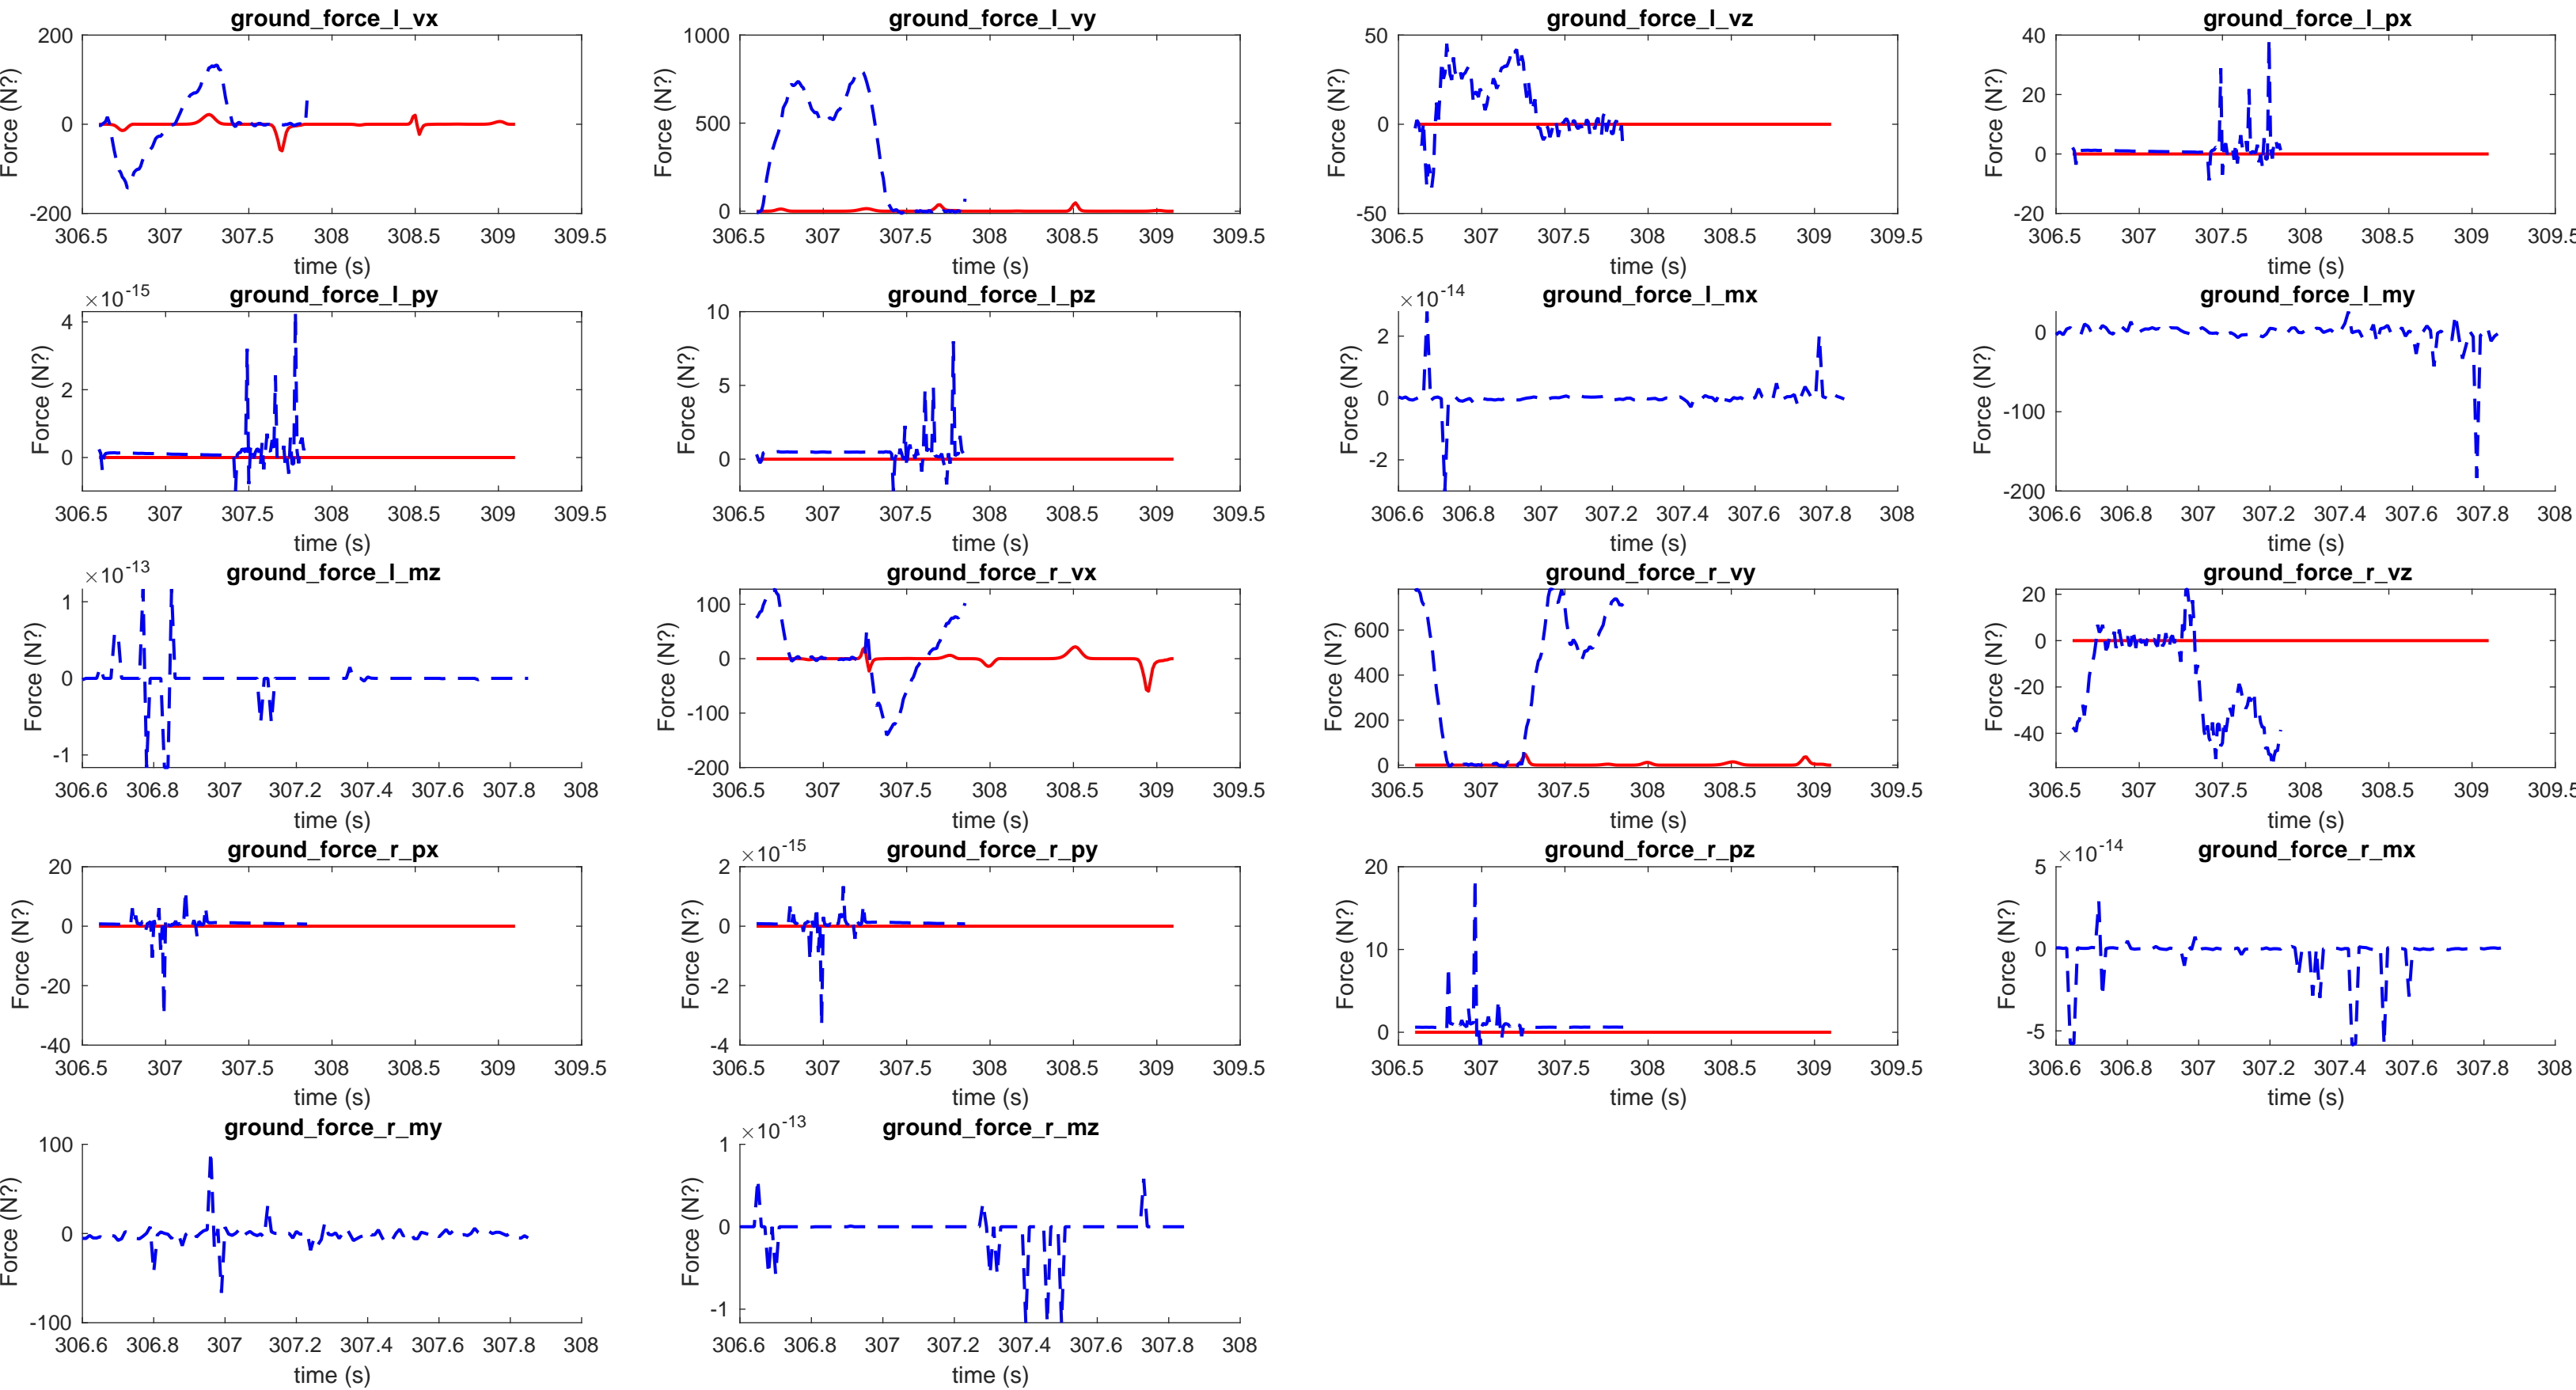 ground_force_l_vx
200
0
-200
Force (N?)
306.5 307 307.5 308 308.5 309 309.5
time (s)
ground_force_l_vy
1000
500
0
Force (N?)
306.5 307 307.5 308 308.5 309 309.5
time (s)
ground_force_l_vz
50
0
-50
Force (N?)
306.5 307 307.5 308 308.5 309 309.5
time (s)
ground_force_l_px
40
20
0
-20
Force (N?)
306.5 307 307.5 308 308.5 309 309.5
time (s)
×10-15
ground_force_l_py
4
2
0
Force (N?)
306.5 307 307.5 308 308.5 309 309.5
time (s)
ground_force_l_pz
10
5
0
Force (N?)
306.5 307 307.5 308 308.5 309 309.5
time (s)
×10-14
ground_force_l_mx
2
0
-2
Force (N?)
306.6 306.8 307 307.2 307.4 307.6 307.8 308
time (s)
ground_force_l_my
0
-100
-200
Force (N?)
306.6 306.8 307 307.2 307.4 307.6 307.8 308
time (s)
×10-13
ground_force_l_mz
1
0
-1
Force (N?)
306.6 306.8 307 307.2 307.4 307.6 307.8 308
time (s)
ground_force_r_vx
100
0
-100
-200
Force (N?)
306.5 307 307.5 308 308.5 309 309.5
time (s)
ground_force_r_vy
600
400
200
0
Force (N?)
306.5 307 307.5 308 308.5 309 309.5
time (s)
ground_force_r_vz
20
0
-20
-40
Force (N?)
306.5 307 307.5 308 308.5 309 309.5
time (s)
ground_force_r_px
20
0
-20
-40
Force (N?)
306.5 307 307.5 308 308.5 309 309.5
time (s)
×10-15
ground_force_r_py
2
0
-2
-4
Force (N?)
306.5 307 307.5 308 308.5 309 309.5
time (s)
ground_force_r_pz
20
10
0
Force (N?)
306.5 307 307.5 308 308.5 309 309.5
time (s)
×10-14
ground_force_r_mx
5
0
-5
Force (N?)
306.6 306.8 307 307.2 307.4 307.6 307.8 308
time (s)
ground_force_r_my
100
0
-100
Force (N?)
306.6 306.8 307 307.2 307.4 307.6 307.8 308
time (s)
×10-13
ground_force_r_mz
1
0
-1
Force (N?)
306.6 306.8 307 307.2 307.4 307.6 307.8 308
time (s)